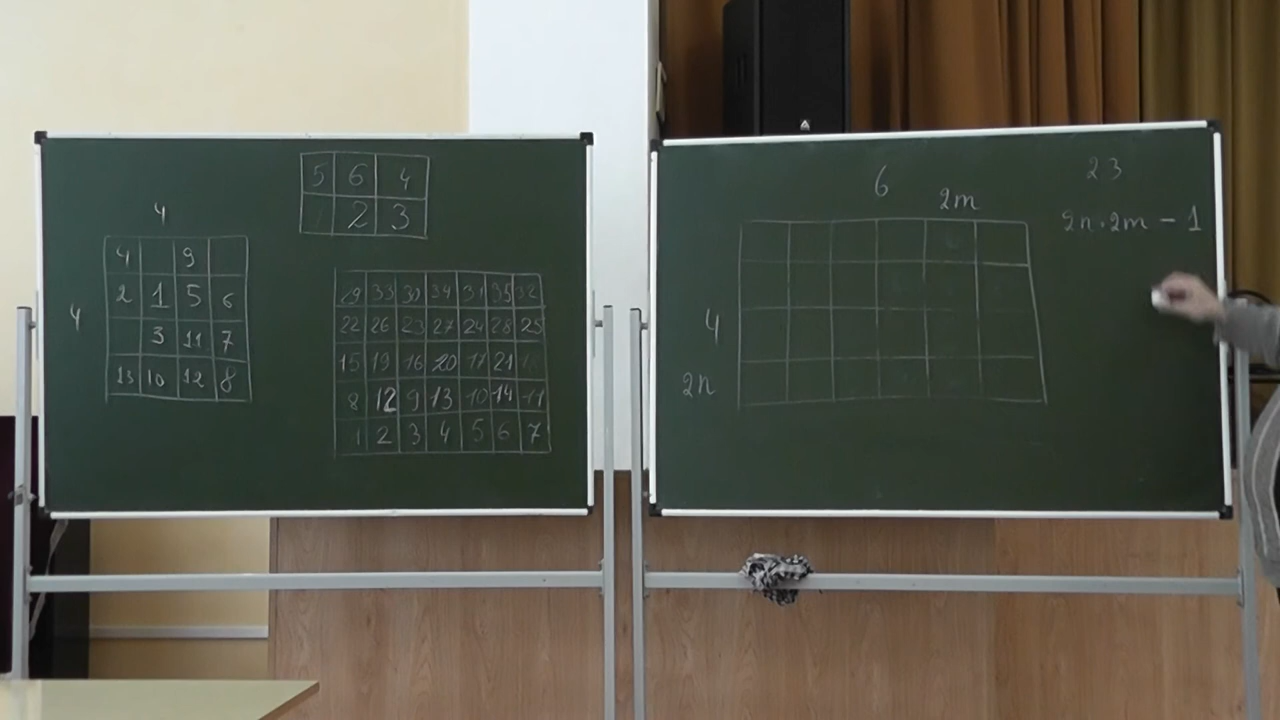 5 6 4
1 2 3
4
4 9
2 1 5 6
4
3 11 7
13 10 12 8
29 33 30 34 31 35 32
22 26 23 27 24 28 25
15 19 16 20 17 21
8 12 9 13 10 14 11
1 2 3 4 5 6 7
6
2m
23
2n·2m - 1
4
2n